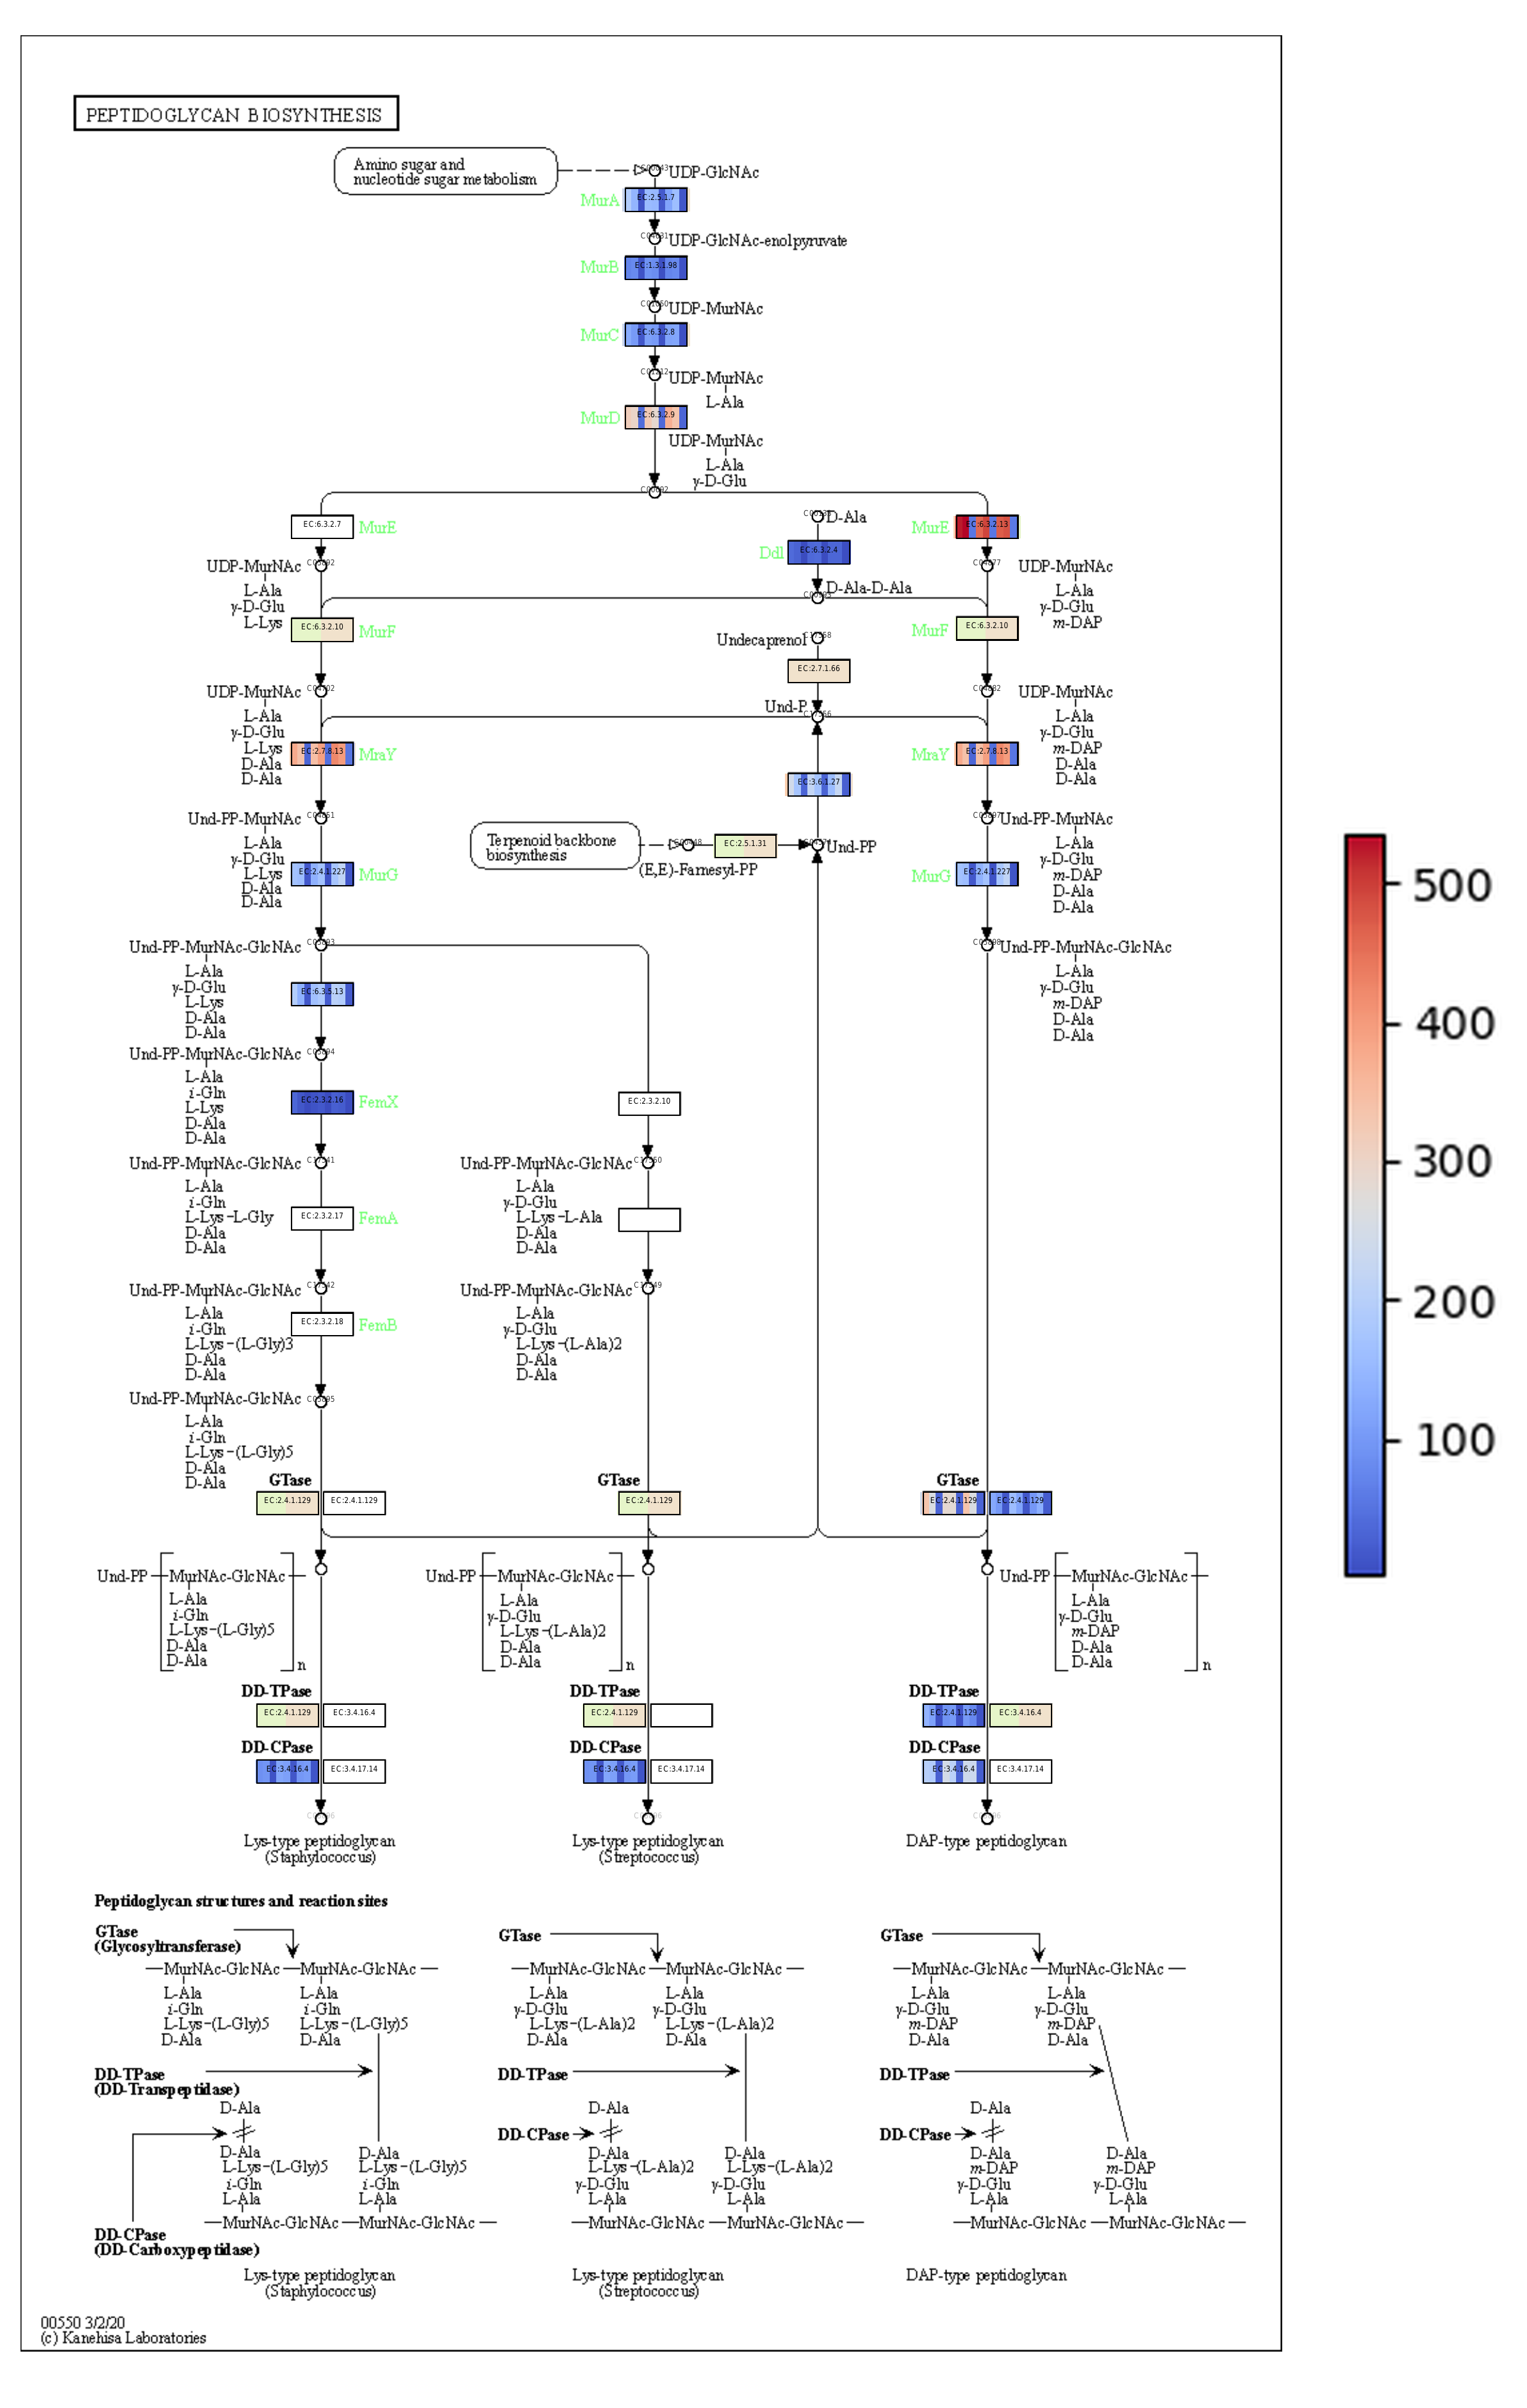 PEPTIDOGLYCAN BIOSYNTHESIS
Amino sugar and
nucleotide sugar metabolism
UDP-GlcNAc
MurA
EC:2.5.1.7
UDP-GlcNAc-enolpyruvate
MurB
EC:1.3.1.98
UDP-MurNAc
MurC
EC:6.3.2.8
UDP-MurNAc
L-Ala
MurD
EC:6.3.2.9
UDP-MurNAc
L-Ala
γ-D-Glu
EC:6.3.2.7
MurE
D-Ala
Ddl
EC:6.3.2.4
D-Ala-D-Ala
MurE
EC:6.3.2.13
UDP-MurNAc
L-Ala
γ-D-Glu
L-Lys
UDP-MurNAc
L-Ala
γ-D-Glu
m-DAP
EC:6.3.2.10
MurF
Undecaprenol
EC:2.7.1.66
Und-P
MurF
EC:6.3.2.10
UDP-MurNAc
L-Ala
γ-D-Glu
L-Lys
D-Ala
D-Ala
UDP-MurNAc
L-Ala
γ-D-Glu
m-DAP
D-Ala
D-Ala
EC:2.7.8.13
MraY
EC:3.6.1.27
MraY
EC:2.7.8.13
Und-PP-MurNAc
L-Ala
γ-D-Glu
L-Lys
D-Ala
D-Ala
Terpenoid backbone
biosynthesis
EC:2.5.1.31
(E,E)-Farnesyl-PP
Und-PP
Und-PP-MurNAc
L-Ala
γ-D-Glu
m-DAP
D-Ala
D-Ala
EC:2.4.1.227
MurG
MurG
EC:2.4.1.227
Und-PP-MurNAc-GlcNAc
L-Ala
γ-D-Glu
L-Lys
D-Ala
D-Ala
Und-PP-MurNAc-GlcNAc
L-Ala
γ-D-Glu
m-DAP
D-Ala
D-Ala
EC:6.3.5.13
Und-PP-MurNAc-GlcNAc
L-Ala
i-Gln
L-Lys
D-Ala
D-Ala
EC:2.3.2.16
FemX
EC:2.3.2.10
Und-PP-MurNAc-GlcNAc
L-Ala
i-Gln
L-Lys-L-Gly
D-Ala
D-Ala
EC:2.3.2.17
FemA
Und-PP-MurNAc-GlcNAc
L-Ala
γ-D-Glu
L-Lys-L-Ala
D-Ala
D-Ala
Und-PP-MurNAc-GlcNAc
L-Ala
i-Gln
L-Lys-(L-Gly)3
D-Ala
D-Ala
EC:2.3.2.18
FemB
Und-PP-MurNAc-GlcNAc
L-Ala
γ-D-Glu
L-Lys-(L-Ala)2
D-Ala
D-Ala
Und-PP-MurNAc-GlcNAc
L-Ala
i-Gln
L-Lys-(L-Gly)5
D-Ala
D-Ala
GTase
EC:2.4.1.129 EC:2.4.1.129
GTase
EC:2.4.1.129
GTase
EC:2.4.1.129 EC:2.4.1.129
Und-PP MurNAc-GlcNAc
L-Ala
i-Gln
L-Lys-(L-Gly)5
D-Ala
D-Ala
n
Und-PP MurNAc-GlcNAc
L-Ala
γ-D-Glu
L-Lys-(L-Ala)2
D-Ala
D-Ala
n
Und-PP MurNAc-GlcNAc
L-Ala
γ-D-Glu
m-DAP
D-Ala
D-Ala
n
DD-TPase
EC:2.4.1.129 EC:3.4.16.4
DD-TPase
EC:2.4.1.129
DD-TPase
EC:2.4.1.129 EC:3.4.16.4
DD-CPase
EC:3.4.16.4 EC:3.4.17.14
DD-CPase
EC:3.4.16.4 EC:3.4.17.14
DD-CPase
EC:3.4.16.4 EC:3.4.17.14
Lys-type peptidoglycan
(Staphylococcus)
Lys-type peptidoglycan
(Streptococcus)
DAP-type peptidoglycan
Peptidoglycan structures and reaction sites
GTase
(Glycosyltransferase)
MurNAc-GlcNAc MurNAc-GlcNAc
L-Ala L-Ala
i-Gln i-Gln
L-Lys-(L-Gly)5 L-Lys-(L-Gly)5
D-Ala D-Ala
DD-TPase
(DD-Transpeptidase)
D-Ala
D-Ala D-Ala
L-Lys-(L-Gly)5 L-Lys-(L-Gly)5
i-Gln i-Gln
L-Ala L-Ala
MurNAc-GlcNAc MurNAc-GlcNAc
DD-CPase
(DD-Carboxypeptidase)
Lys-type peptidoglycan
(Staphylococcus)
GTase
MurNAc-GlcNAc MurNAc-GlcNAc
L-Ala L-Ala
γ-D-Glu γ-D-Glu
L-Lys-(L-Ala)2 L-Lys-(L-Ala)2
D-Ala D-Ala
DD-TPase
D-Ala
DD-CPase
D-Ala D-Ala
L-Lys-(L-Ala)2 L-Lys-(L-Ala)2
γ-D-Glu γ-D-Glu
L-Ala L-Ala
MurNAc-GlcNAc MurNAc-GlcNAc
Lys-type peptidoglycan
(Streptococcus)
GTase
MurNAc-GlcNAc MurNAc-GlcNAc
L-Ala L-Ala
γ-D-Glu γ-D-Glu
m-DAP m-DAP
D-Ala D-Ala
DD-TPase
D-Ala
DD-CPase
D-Ala D-Ala
m-DAP m-DAP
γ-D-Glu γ-D-Glu
L-Ala L-Ala
MurNAc-GlcNAc MurNAc-GlcNAc
DAP-type peptidoglycan
00550 3/2/20
(c) Kanehisa Laboratories
500
400
300
200
100